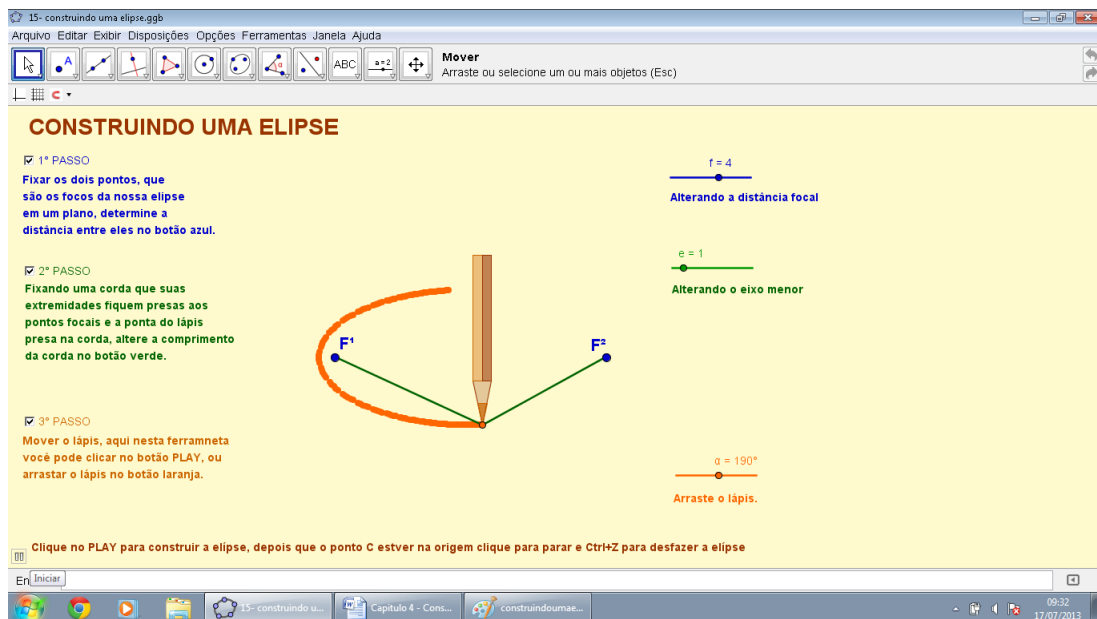 15- construindo uma elipse.ggb
Arquivo Editar Exibir Disposições Opções Ferramentas Janela Ajuda
A
ABC
a=2
Mover
Arraste ou selecione um ou mais objetos (Esc)
CONSTRUINDO UMA ELIPSE
1° PASSO
Fixar os dois pontos, que
são os focos da nossa elipse
em um plano, determine a
distância entre eles no botão azul.
2° PASSO
Fixando uma corda que suas
extremidades fiquem presas aos
pontos focais e a ponta do lápis
presa na corda, altere a comprimento
da corda no botão verde.
3° PASSO
Mover o lápis, aqui nesta ferramneta
você pode clicar no botão PLAY, ou
arrastar o lápis no botão laranja.
F¹
F²
f = 4
Alterando a distância focal
e = 1
Alterando o eixo menor
α = 190°
Arraste o lápis.
Clique no PLAY para construir a elípse, depois que o ponto C estver na origem clique para parar e Ctrl+Z para desfazer a elípse
En
Iniciar
15- construindo u...
Capitulo 4 - Cons...
construindoumae...
09:32
17/07/2013